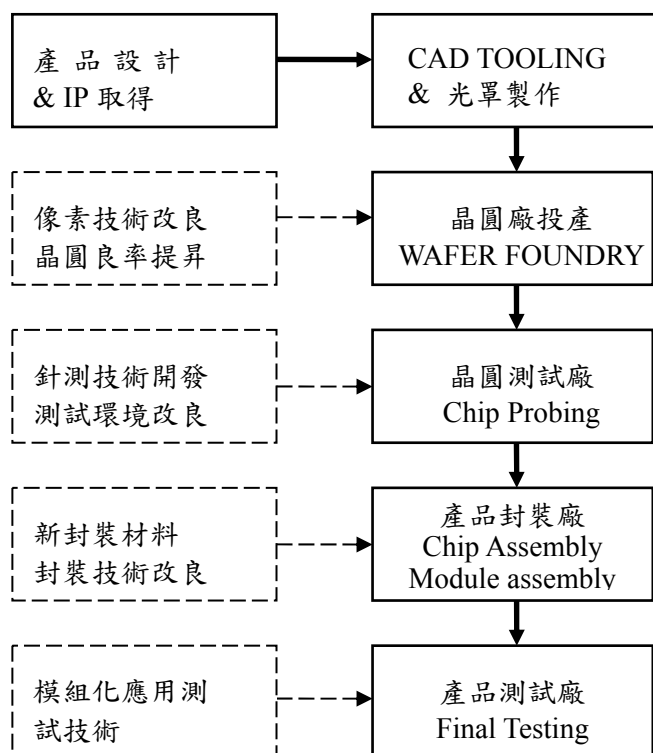 產品設計
& IP 取得
CAD TOOLING
& 光罩製作
像素技術改良
晶圓良率提昇
晶圓廠投產
WAFER FOUNDRY
針測技術開發
測試環境改良
晶圓測試廠
Chip Probing
新封裝材料
封裝技術改良
產品封裝廠
Chip Assembly
Module assembly
模組化應用測
試技術
產品測試廠
Final Testing